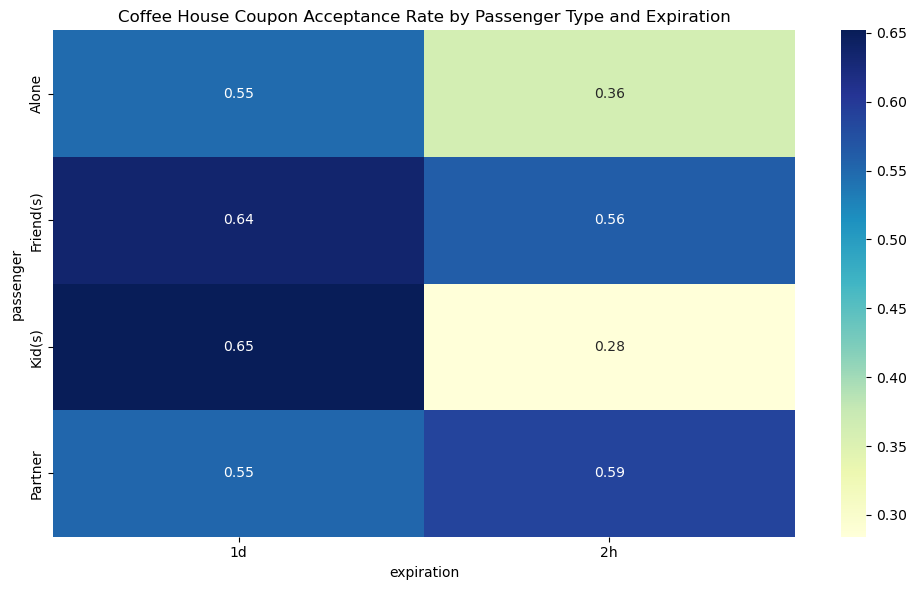 Coffee House Coupon Acceptance Rate by Passenger Type and Expiration
passenger
Alone
0.55
0.36
Friend(s)
0.64
0.56
Kid(s)
0.65
0.28
Partner
0.55
0.59
1d
2h
expiration
0.65
0.60
0.55
0.50
0.45
0.40
0.35
0.30